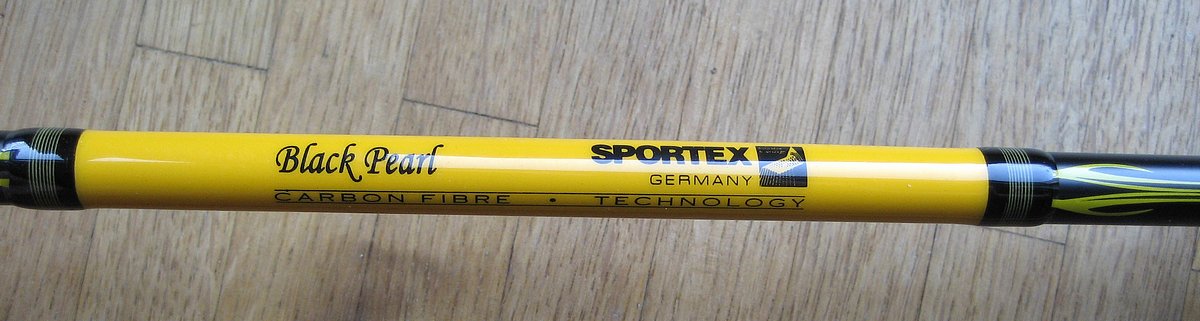 Black Pearl
SPORTEX
GERMANY
CARBON FIBRE • TECHNOLOGY